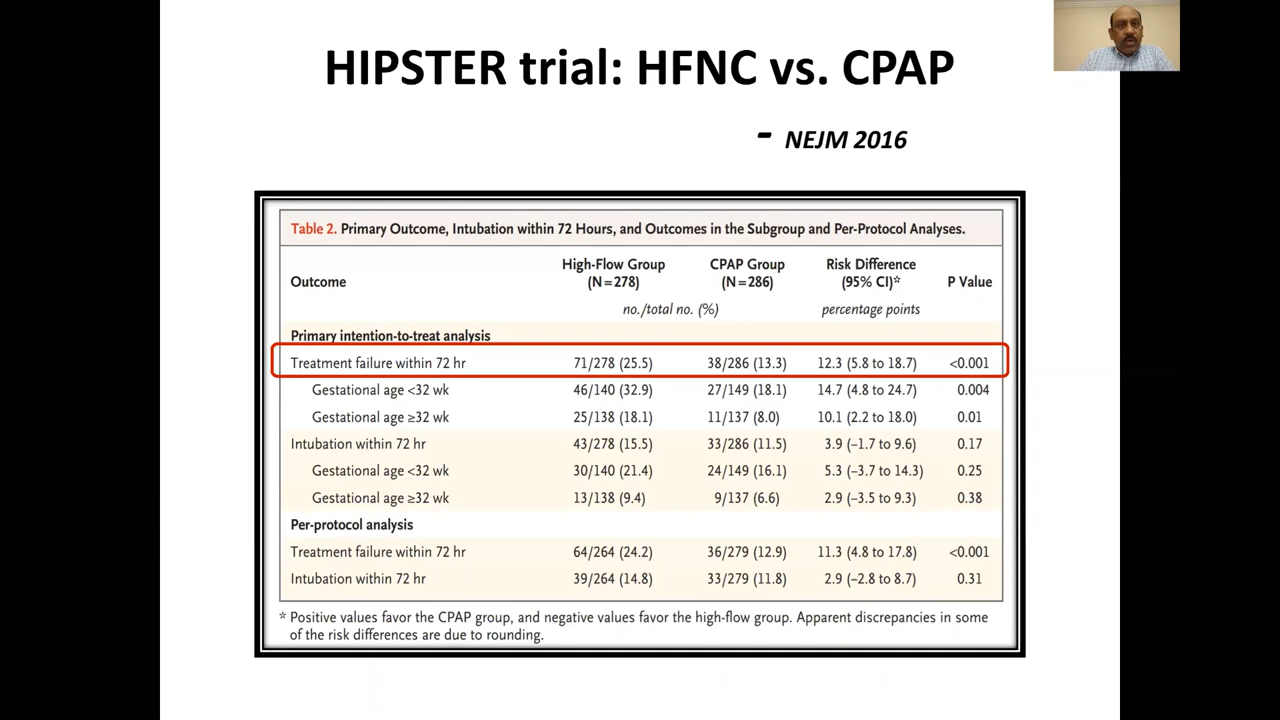 HIPSTER trial: HFNC vs. CPAP
- NEJM 2016
Table 2. Primary Outcome, Intubation within 72 Hours, and Outcomes in the Subgroup and Per-Protocol Analyses.
Outcome High-Flow Group (N=278) CPAP Group (N=286) Risk Difference (95% CI)* P Value
no./total no. (%) percentage points
Primary intention-to-treat analysis
Treatment failure within 72 hr 71/278 (25.5) 38/286 (13.3) 12.3 (5.8 to 18.7) <0.001
Gestational age <32 wk 46/140 (32.9) 27/149 (18.1) 14.7 (4.8 to 24.7) 0.004
Gestational age ≥32 wk 25/138 (18.1) 11/137 (8.0) 10.1 (2.2 to 18.0) 0.01
Intubation within 72 hr 43/278 (15.5) 33/286 (11.5) 3.9 (–1.7 to 9.6) 0.17
Gestational age <32 wk 30/140 (21.4) 24/149 (16.1) 5.3 (–3.7 to 14.3) 0.25
Gestational age ≥32 wk 13/138 (9.4) 9/137 (6.6) 2.9 (–3.5 to 9.3) 0.38
Per-protocol analysis
Treatment failure within 72 hr 64/264 (24.2) 36/279 (12.9) 11.3 (4.8 to 17.8) <0.001
Intubation within 72 hr 39/264 (14.8) 33/279 (11.8) 2.9 (–2.8 to 8.7) 0.31
* Positive values favor the CPAP group, and negative values favor the high-flow group. Apparent discrepancies in some
of the risk differences are due to rounding.